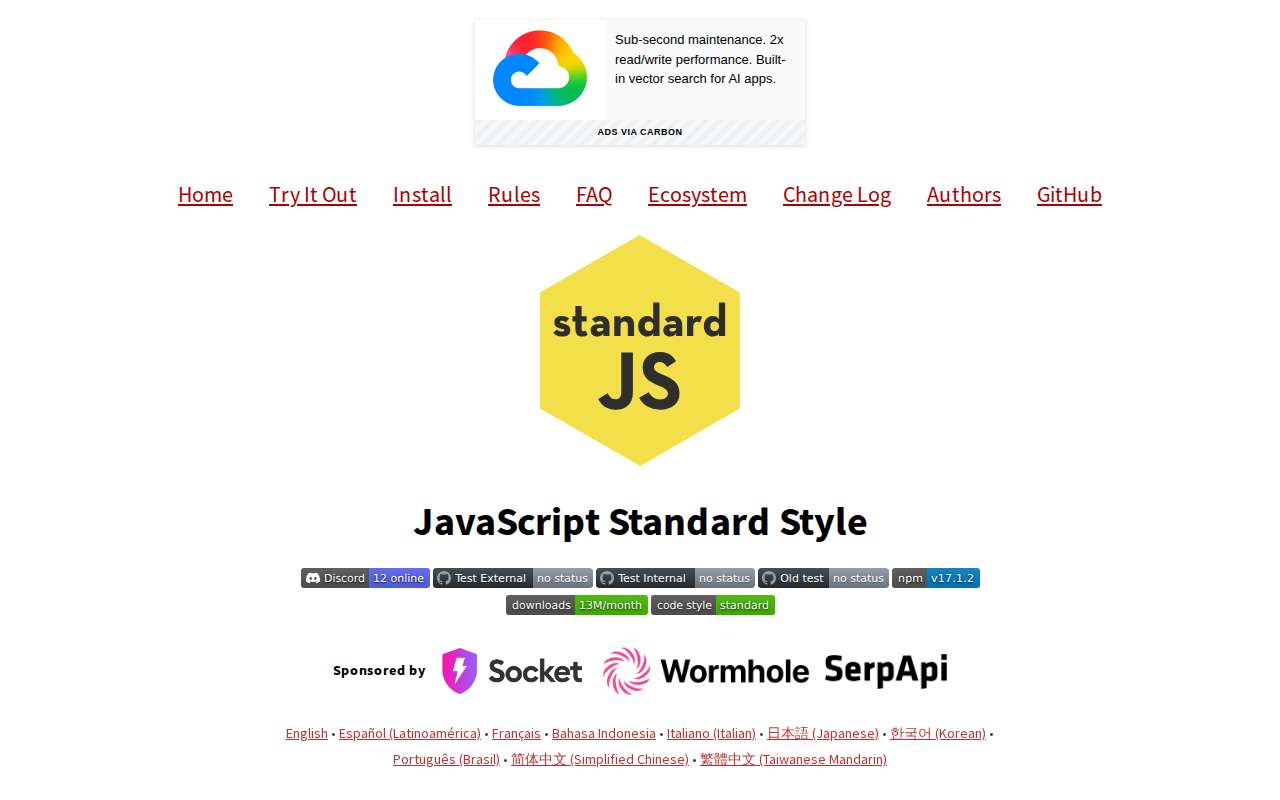 Sub-second maintenance. 2x
read/write performance. Built-
in vector search for AI apps.
ADS VIA CARBON
Home Try It Out Install Rules FAQ Ecosystem Change Log Authors GitHub
standard
JS
JavaScript Standard Style
Discord 12 online Test External no status Test Internal no status Old test no status npm v17.1.2
downloads 13M/month code style standard
Sponsored by Socket Wormhole SerpApi
English • Español (Latinoamérica) • Français • Bahasa Indonesia • Italiano (Italian) • 日本語 (Japanese) • 한국어 (Korean) •
Português (Brasil) • 简体中文 (Simplified Chinese) • 繁體中文 (Taiwanese Mandarin)